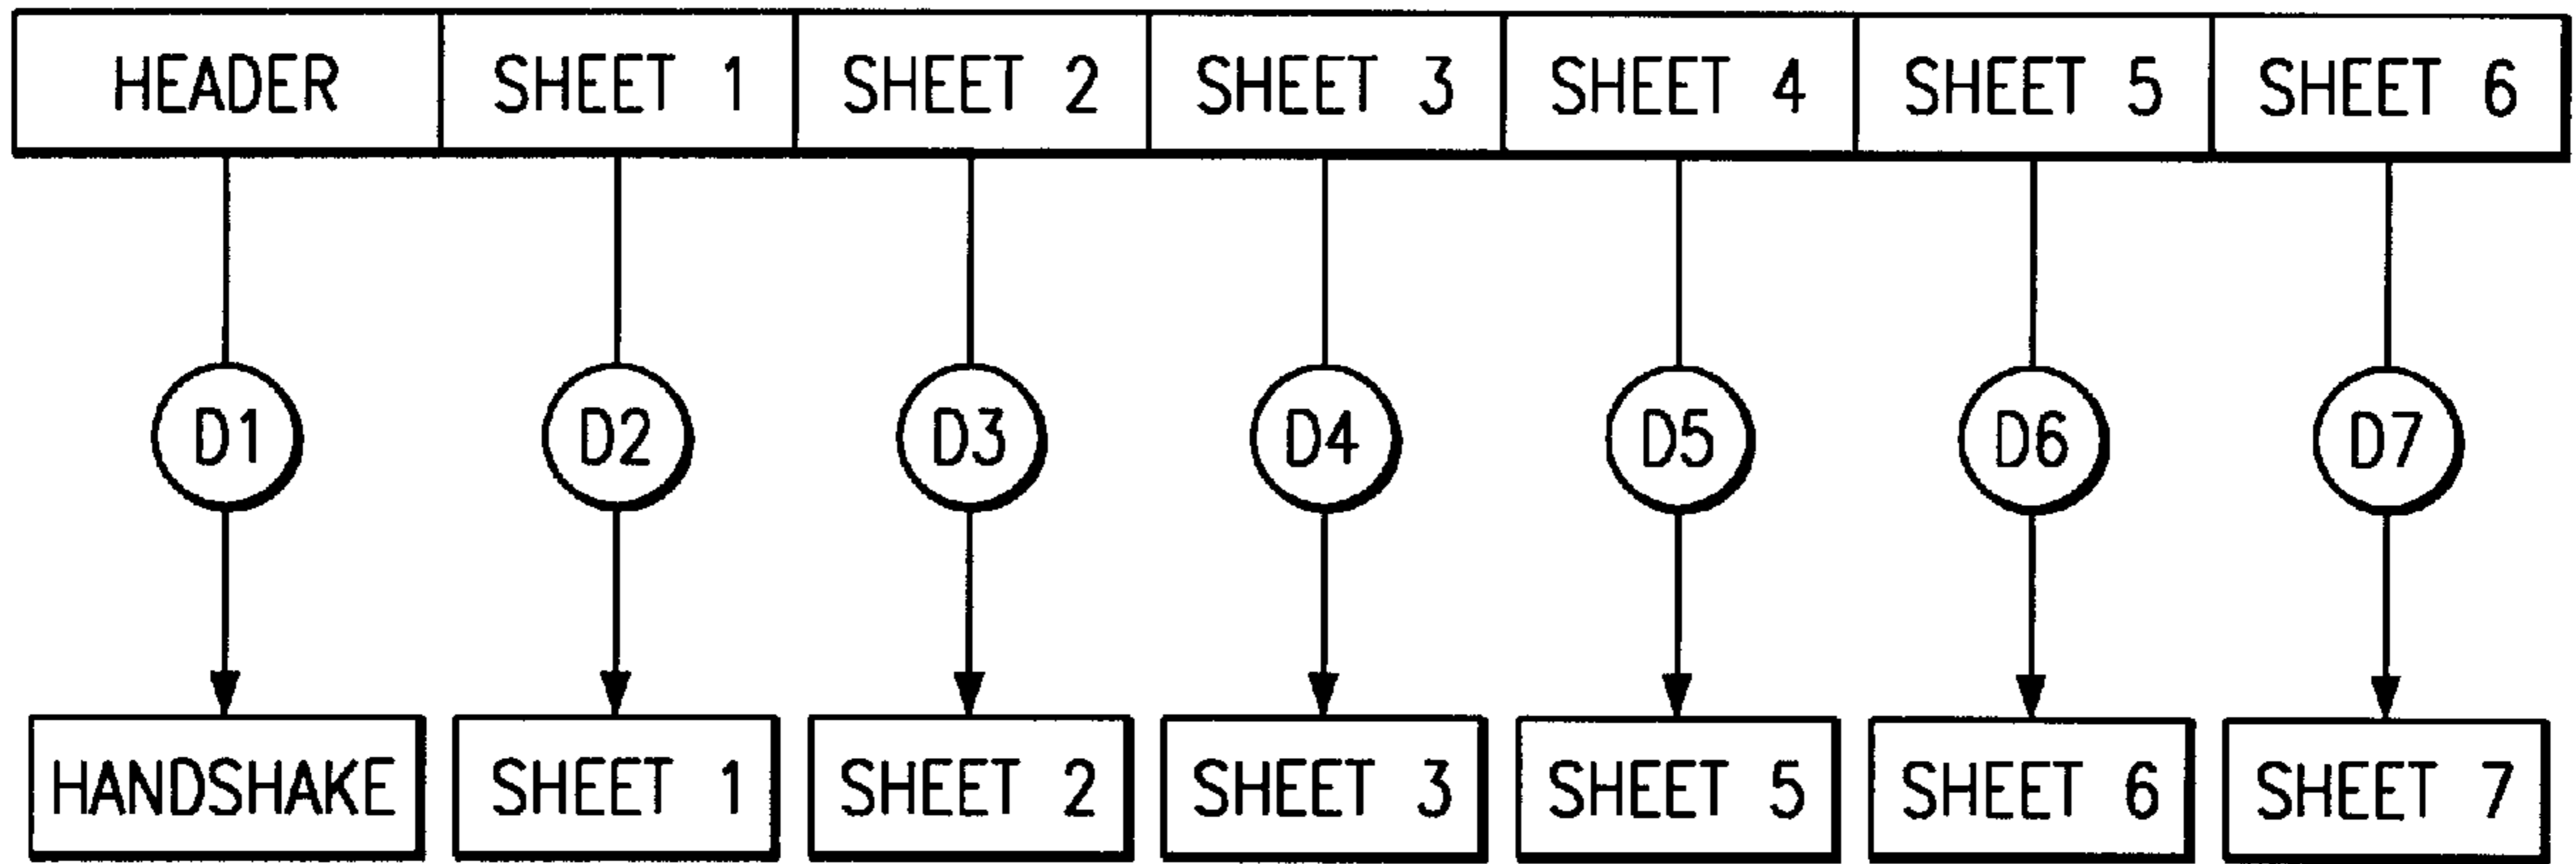 HEADER SHEET 1 SHEET 2 SHEET 3 SHEET 4 SHEET 5 SHEET 6
D1 D2 D3 D4 D5 D6 D7
HANDSHAKE SHEET 1 SHEET 2 SHEET 3 SHEET 5 SHEET 6 SHEET 7